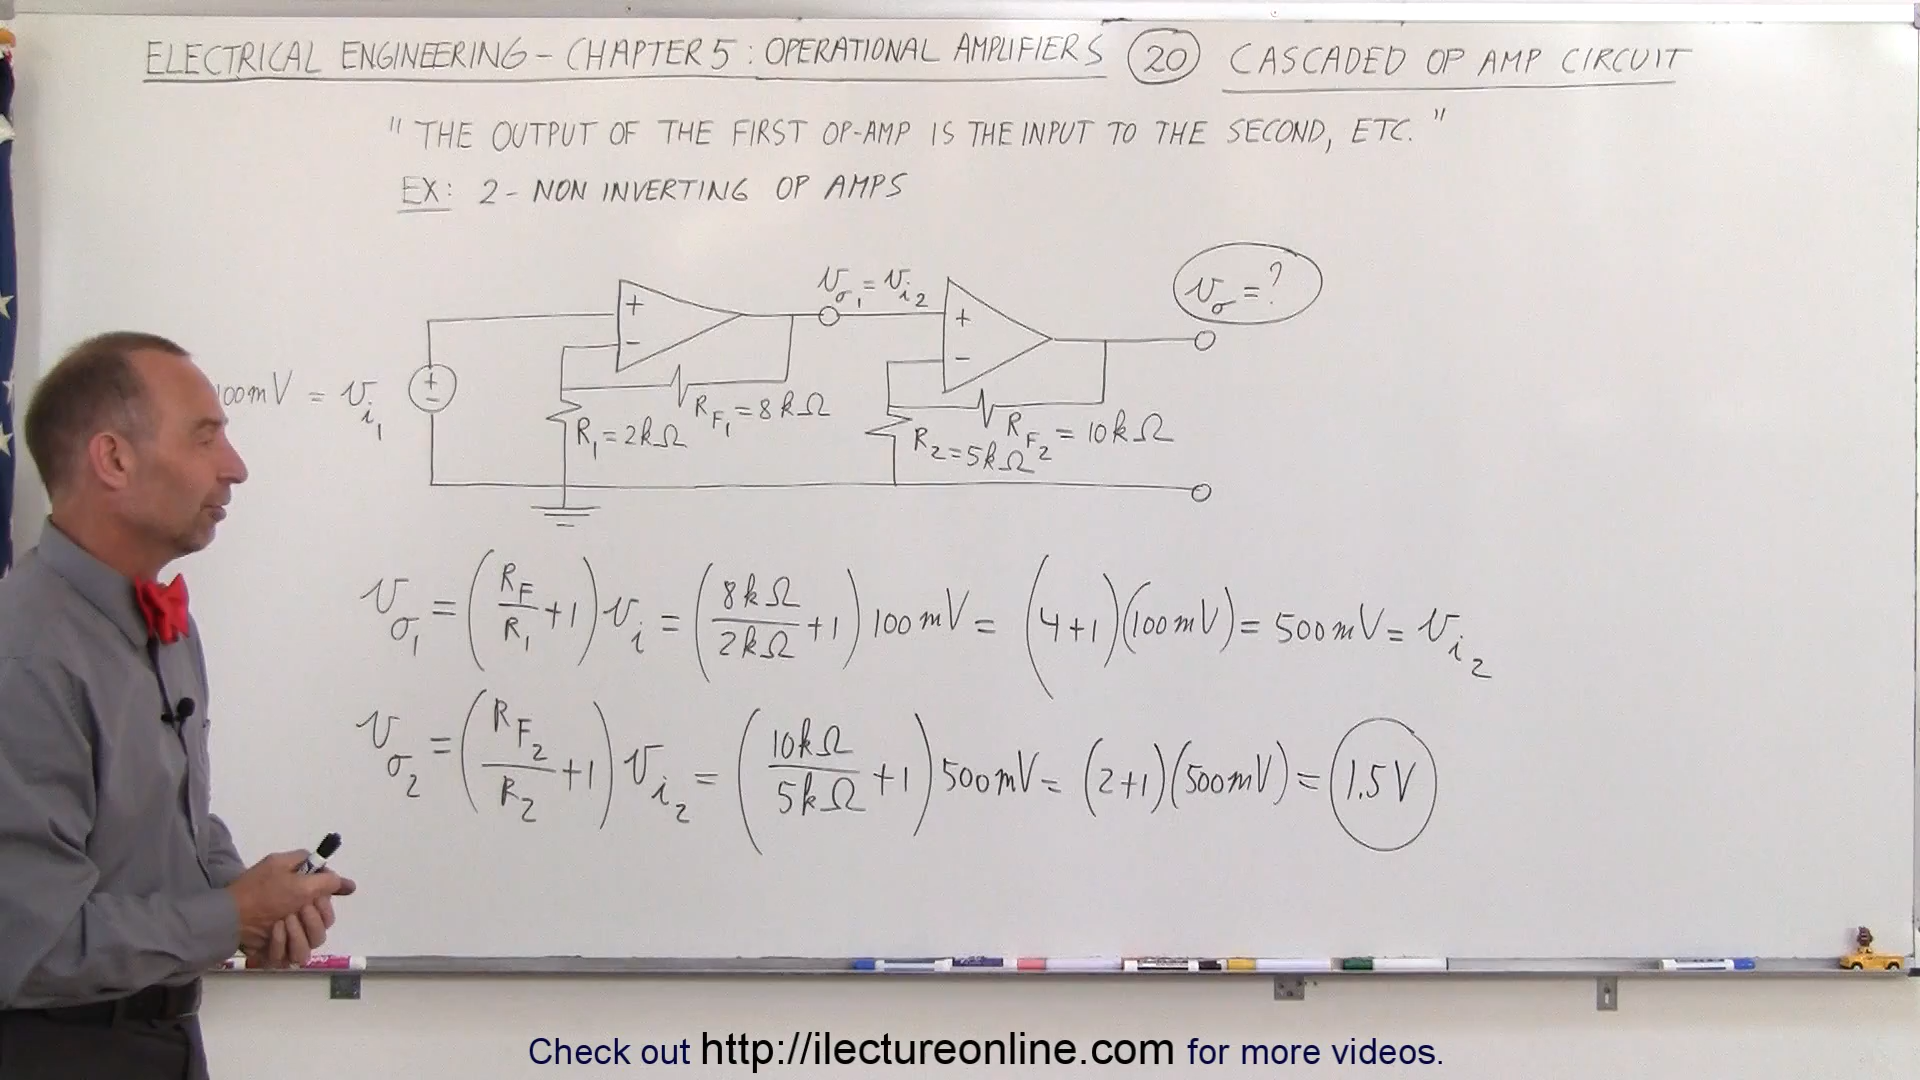 ELECTRICAL ENGINEERING - CHAPTER 5 : OPERATIONAL AMPLIFIERS 20 CASCADED OP AMP CIRCUIT
" THE OUTPUT OF THE FIRST OP-AMP IS THE INPUT TO THE SECOND, ETC. "
EX: 2 - NON INVERTING OP AMPS
v_o1 = v_i2
v_o = ?
+
-
+
-
100mV = v_i1
+
-
R_F1 = 8kΩ
R_1 = 2kΩ
R_F2 = 10kΩ
R_2 = 5kΩ
v_o1 = (R_F/R_1 + 1) v_i = (8kΩ/2kΩ + 1) 100mV = (4+1)(100mV) = 500mV = v_i2
v_o2 = (R_F2/R_2 + 1) v_i2 = (10kΩ/5kΩ + 1) 500mV = (2+1)(500mV) = 1.5V
Check out http://ilectureonline.com for more videos.